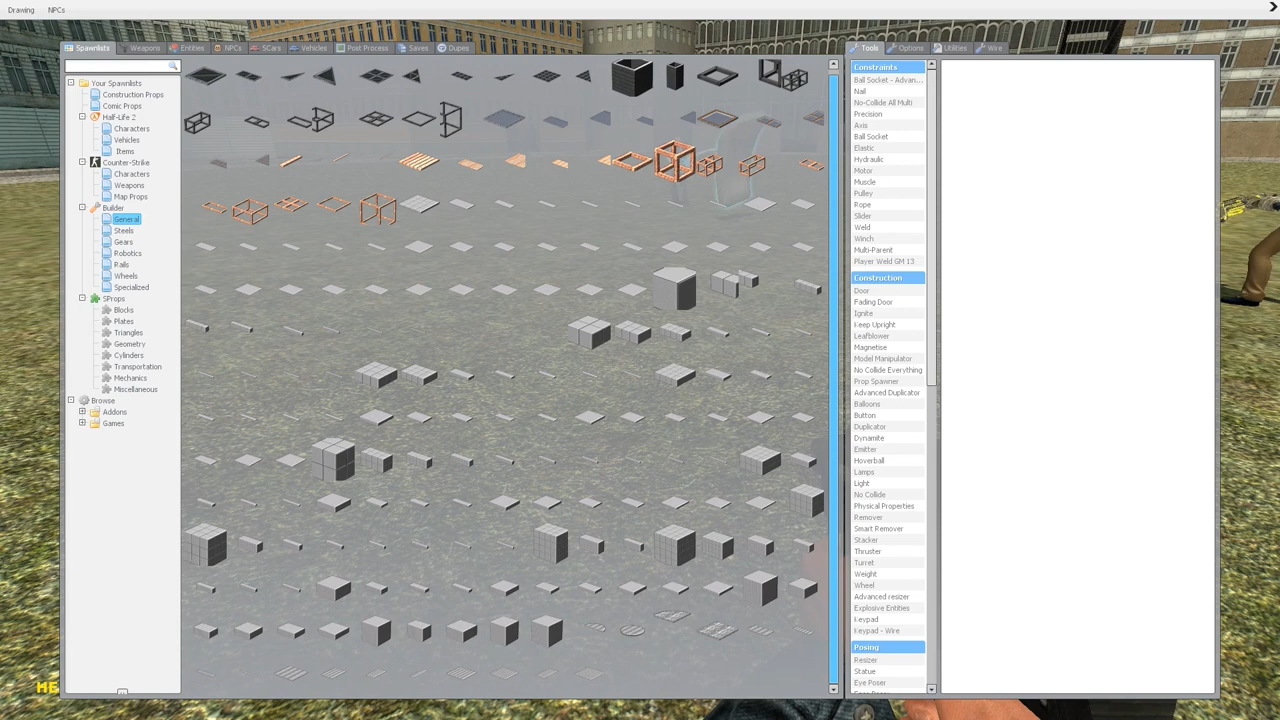 Drawing NPCs
Spawnlists Weapons Entities NPCs SCars Vehicles Post Process Saves Dupes
Your Spawnlists
Construction Props
Comic Props
Half-Life 2
Characters
Vehicles
Items
Counter-Strike
Characters
Weapons
Map Props
Builder
General
Steels
Gears
Robotics
Rails
Wheels
Specialized
SProps
Blocks
Plates
Triangles
Geometry
Cylinders
Transportation
Mechanics
Miscellaneous
Browse
Addons
Games
Tools Options Utilities Wire
Constraints
Ball Socket - Advan...
Nail
No-Collide All Multi
Precision
Axis
Ball Socket
Elastic
Hydraulic
Motor
Muscle
Pulley
Rope
Slider
Weld
Winch
Multi-Parent
Player Weld GM 13
Construction
Door
Fading Door
Ignite
Keep Upright
Leafblower
Magnetise
Model Manipulator
No Collide Everything
Prop Spawner
Advanced Duplicator
Balloons
Button
Duplicator
Dynamite
Emitter
Hoverball
Lamps
Light
No Collide
Physical Properties
Remover
Smart Remover
Stacker
Thruster
Turret
Weight
Wheel
Advanced resizer
Explosive Entities
Keypad
Keypad - Wire
Posing
Resizer
Statue
Eye Poser